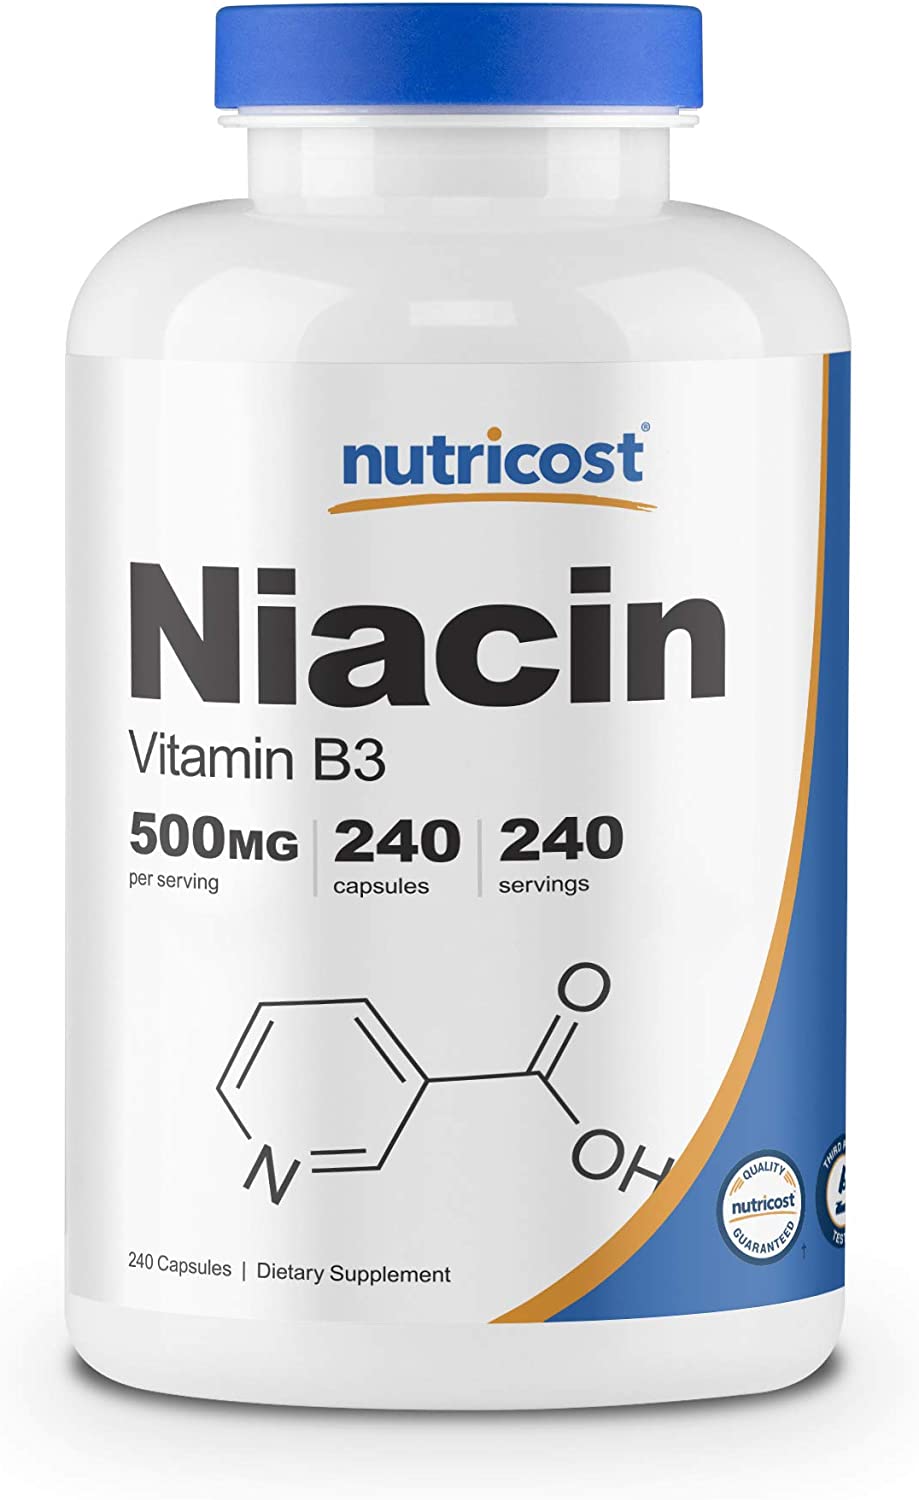 nutricost®
Niacin
Vitamin B3
500MG | 240 | 240
per serving capsules servings
O
N
OH
QUALITY
nutricost
GUARANTEED
†
THIRD
240 Capsules | Dietary Supplement